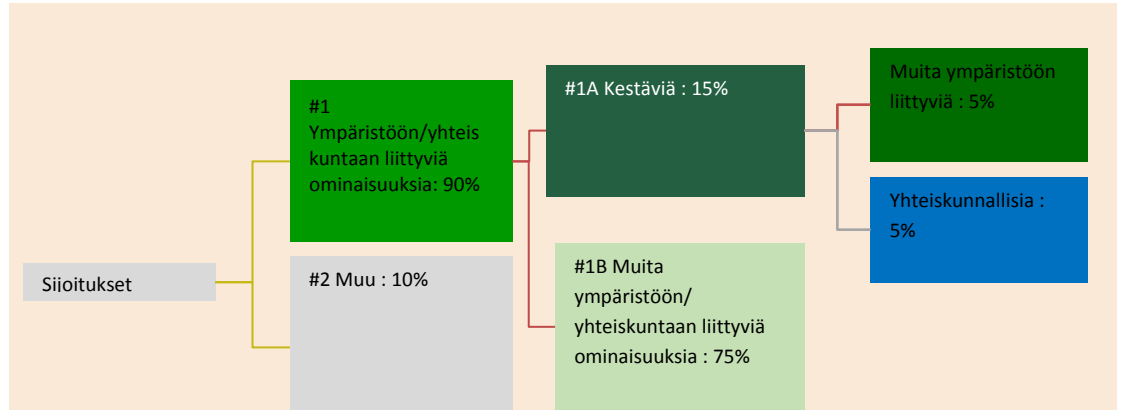 Sijoitukset
#1
Ympäristöön/yhteis
kuntaan liittyviä
ominaisuuksia: 90%
#2 Muu : 10%
#1A Kestäviä : 15%
#1B Muita
ympäristöön/
yhteiskuntaan liittyviä
ominaisuuksia : 75%
Muita ympäristöön
liittyviä : 5%
Yhteiskunnallisia :
5%